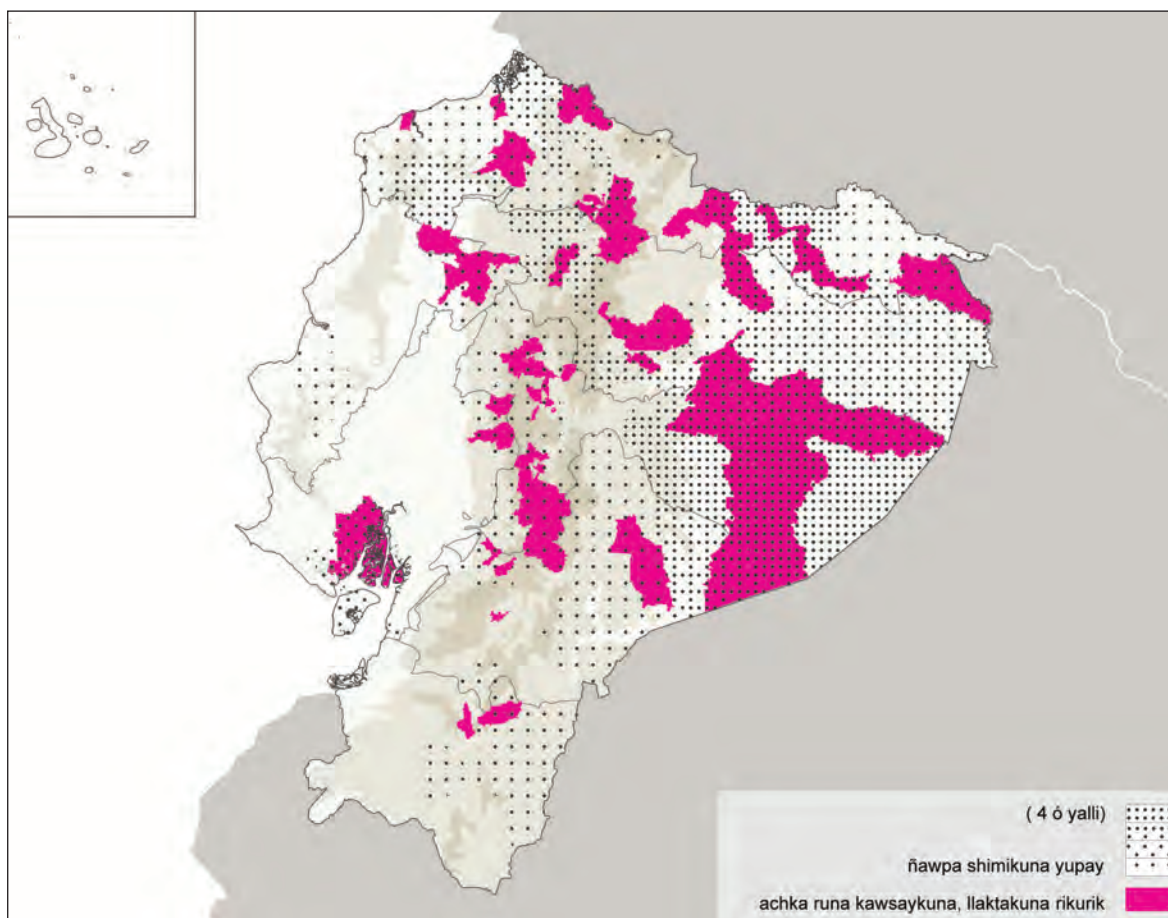 ( 4 ó yalli)
ñawpa shimikuna yupay
achka runa kawsaykuna, llaktakuna rikurik